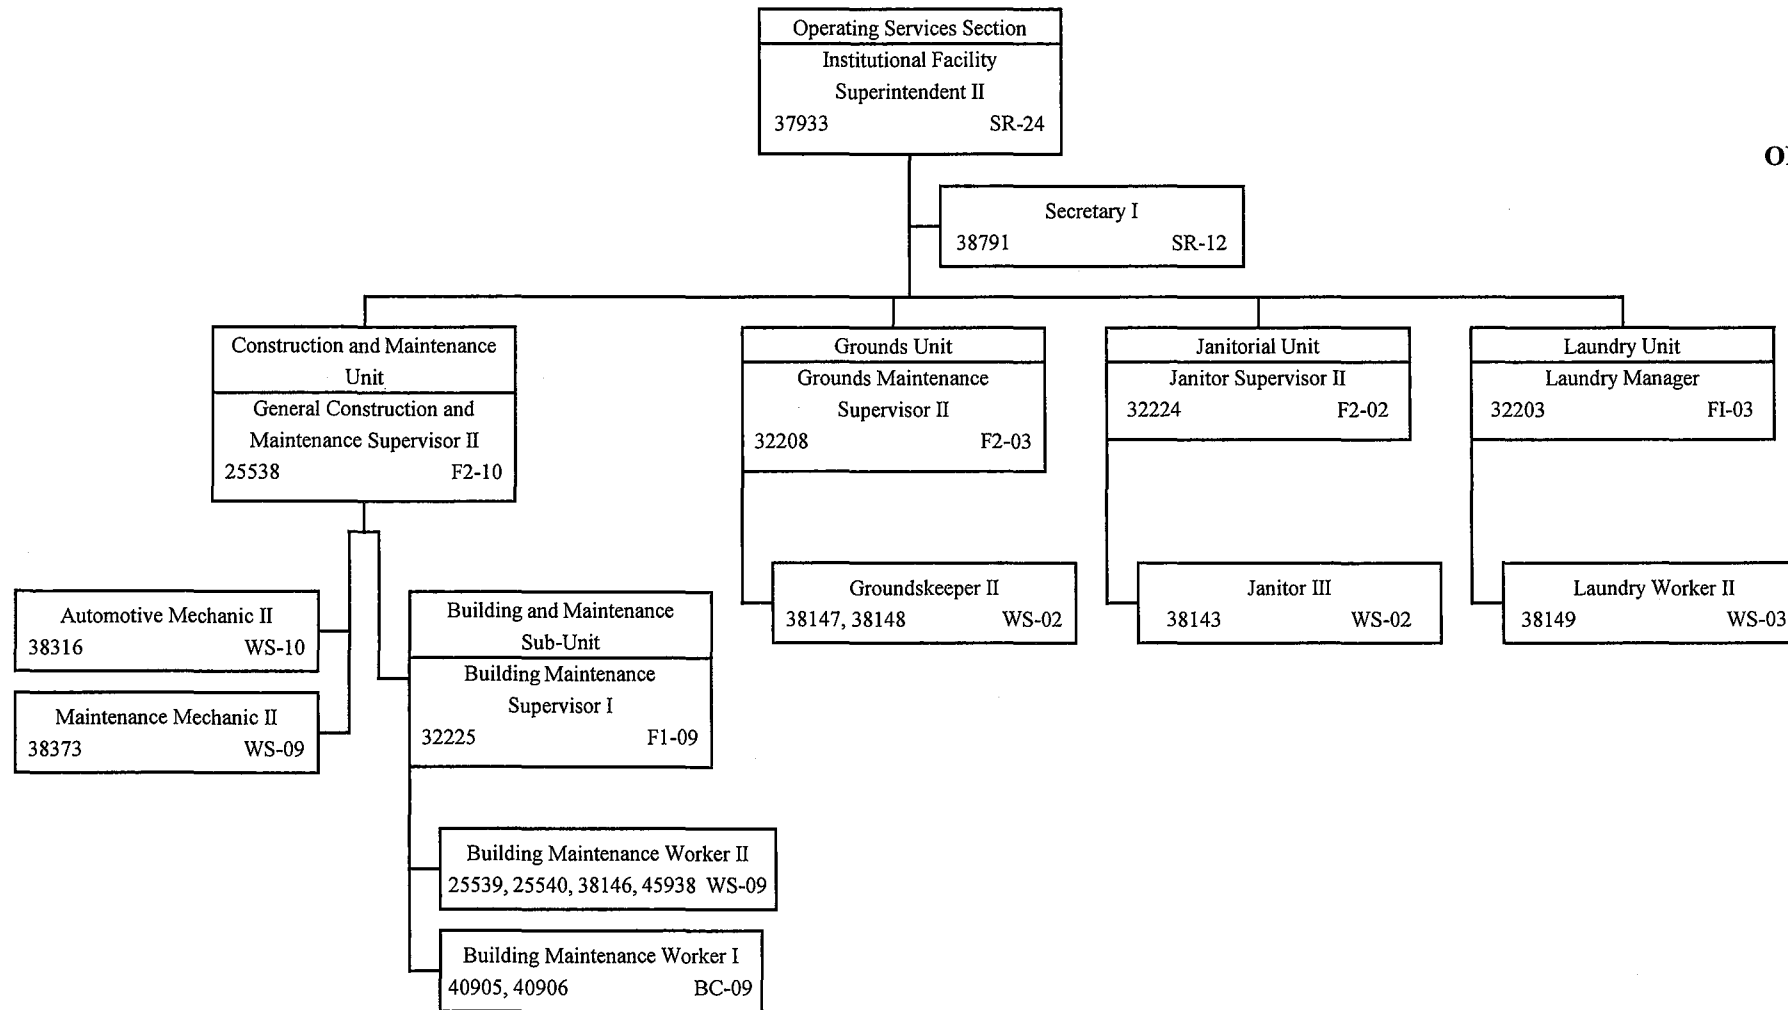 Operating Services Section
Institutional Facility
Superintendent II
37933 SR-24
Secretary I
38791 SR-12
Construction and Maintenance
Unit
General Construction and
Maintenance Supervisor II
25538 F2-10
Grounds Unit
Grounds Maintenance
Supervisor II
32208 F2-03
Janitorial Unit
Janitor Supervisor II
32224 F2-02
Laundry Unit
Laundry Manager
32203 FI-03
Automotive Mechanic II
38316 WS-10
Maintenance Mechanic II
38373 WS-09
Building and Maintenance
Sub-Unit
Building Maintenance
Supervisor I
32225 F1-09
Building Maintenance Worker II
25539, 25540, 38146, 45938 WS-09
Building Maintenance Worker I
40905, 40906 BC-09
Groundskeeper II
38147, 38148 WS-02
Janitor III
38143 WS-02
Laundry Worker II
38149 WS-03